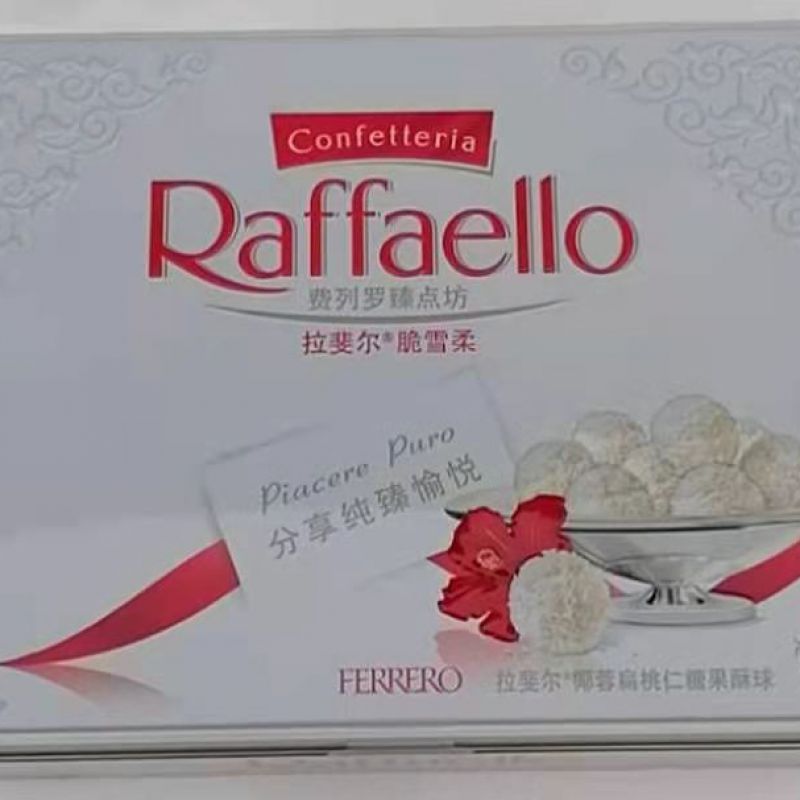 Confetteria
Raffaello
费列罗臻点坊
拉斐尔®脆雪柔
Piacere Puro
分享纯臻愉悦
FERRERO
拉斐尔®椰蓉扁桃仁糖果酥球